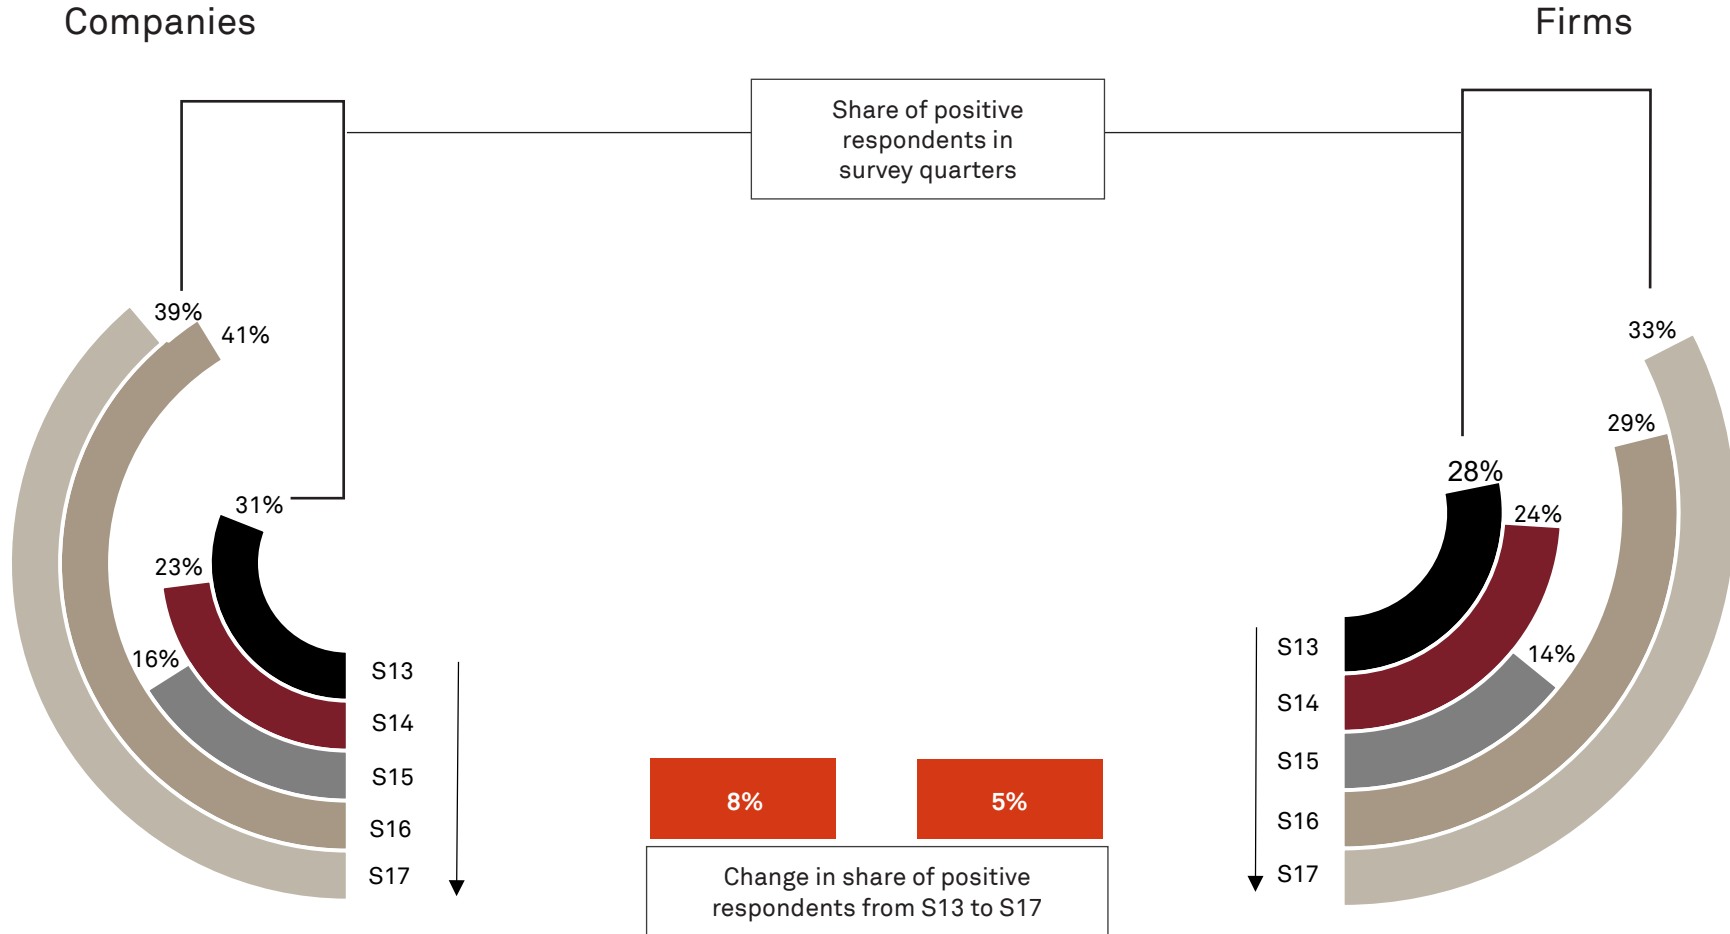 Companies
Firms
Share of positive
respondents in
survey quarters
39%
41%
31%
23%
16%
S13
S14
S15
S16
S17
33%
29%
28%
24%
14%
S13
S14
S15
S16
S17
8%
5%
Change in share of positive
respondents from S13 to S17